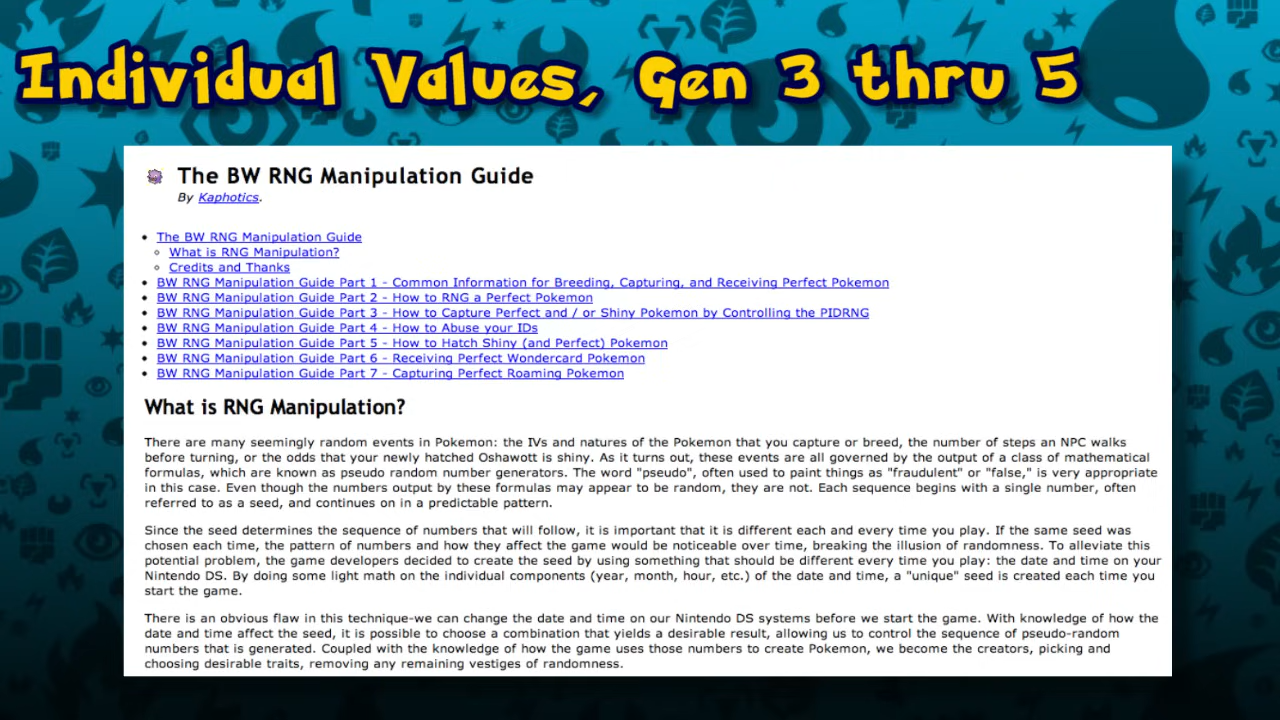 Individual Values, Gen 3 thru 5
The BW RNG Manipulation Guide
By Kaphotics.
• The BW RNG Manipulation Guide
◦ What is RNG Manipulation?
◦ Credits and Thanks
• BW RNG Manipulation Guide Part 1 - Common Information for Breeding, Capturing, and Receiving Perfect Pokemon
• BW RNG Manipulation Guide Part 2 - How to RNG a Perfect Pokemon
• BW RNG Manipulation Guide Part 3 - How to Capture Perfect and / or Shiny Pokemon by Controlling the PIDRNG
• BW RNG Manipulation Guide Part 4 - How to Abuse your IDs
• BW RNG Manipulation Guide Part 5 - How to Hatch Shiny (and Perfect) Pokemon
• BW RNG Manipulation Guide Part 6 - Receiving Perfect Wondercard Pokemon
• BW RNG Manipulation Guide Part 7 - Capturing Perfect Roaming Pokemon
What is RNG Manipulation?
There are many seemingly random events in Pokemon: the IVs and natures of the Pokemon that you capture or breed, the number of steps an NPC walks
before turning, or the odds that your newly hatched Oshawott is shiny. As it turns out, these events are all governed by the output of a class of mathematical
formulas, which are known as pseudo random number generators. The word "pseudo", often used to paint things as "fraudulent" or "false," is very appropriate
in this case. Even though the numbers output by these formulas may appear to be random, they are not. Each sequence begins with a single number, often
referred to as a seed, and continues on in a predictable pattern.
Since the seed determines the sequence of numbers that will follow, it is important that it is different each and every time you play. If the same seed was
chosen each time, the pattern of numbers and how they affect the game would be noticeable over time, breaking the illusion of randomness. To alleviate this
potential problem, the game developers decided to create the seed by using something that should be different every time you play: the date and time on your
Nintendo DS. By doing some light math on the individual components (year, month, hour, etc.) of the date and time, a "unique" seed is created each time you
start the game.
There is an obvious flaw in this technique-we can change the date and time on our Nintendo DS systems before we start the game. With knowledge of how the
date and time affect the seed, it is possible to choose a combination that yields a desirable result, allowing us to control the sequence of pseudo-random
numbers that is generated. Coupled with the knowledge of how the game uses those numbers to create Pokemon, we become the creators, picking and
choosing desirable traits, removing any remaining vestiges of randomness.